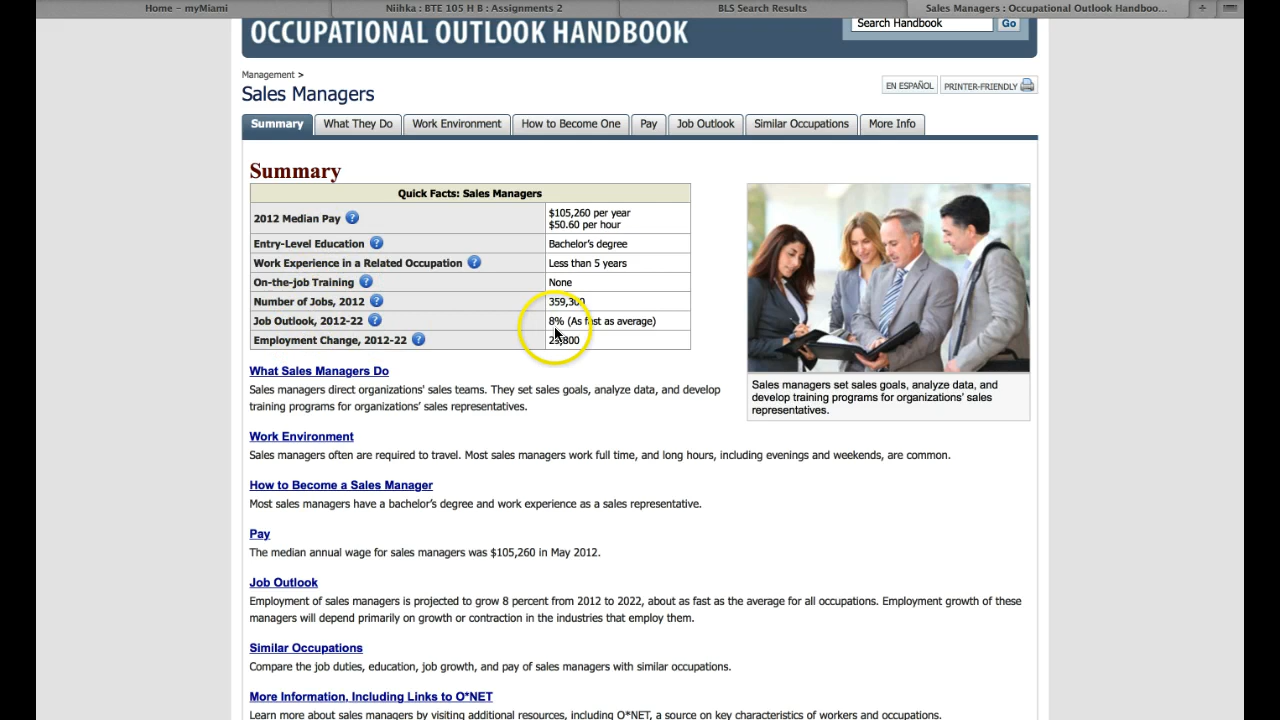 Home – myMiami
Niihka : BTE 105 H B : Assignments 2
BLS Search Results
Sales Managers : Occupational Outlook Handboo...
OCCUPATIONAL OUTLOOK HANDBOOK
Search Handbook
Go
Management >
Sales Managers
EN ESPAÑOL
PRINTER-FRIENDLY
Summary
What They Do
Work Environment
How to Become One
Pay
Job Outlook
Similar Occupations
More Info
Summary
Quick Facts: Sales Managers
2012 Median Pay ?
$105,260 per year
$50.60 per hour
Entry-Level Education ?
Bachelor's degree
Work Experience in a Related Occupation ?
Less than 5 years
On-the-job Training ?
None
Number of Jobs, 2012 ?
359,300
Job Outlook, 2012-22 ?
8% (As fast as average)
Employment Change, 2012-22 ?
What Sales Managers Do
Sales managers direct organizations' sales teams. They set sales goals, analyze data, and develop
training programs for organizations' sales representatives.
Sales managers set sales goals, analyze data, and
develop training programs for organizations' sales
representatives.
Work Environment
Sales managers often are required to travel. Most sales managers work full time, and long hours, including evenings and weekends, are common.
How to Become a Sales Manager
Most sales managers have a bachelor's degree and work experience as a sales representative.
Pay
The median annual wage for sales managers was $105,260 in May 2012.
Job Outlook
Employment of sales managers is projected to grow 8 percent from 2012 to 2022, about as fast as the average for all occupations. Employment growth of these
managers will depend primarily on growth or contraction in the industries that employ them.
Similar Occupations
Compare the job duties, education, job growth, and pay of sales managers with similar occupations.
More Information, Including Links to O*NET
Learn more about sales managers by visiting additional resources, including O*NET, a source on key characteristics of workers and occupations.